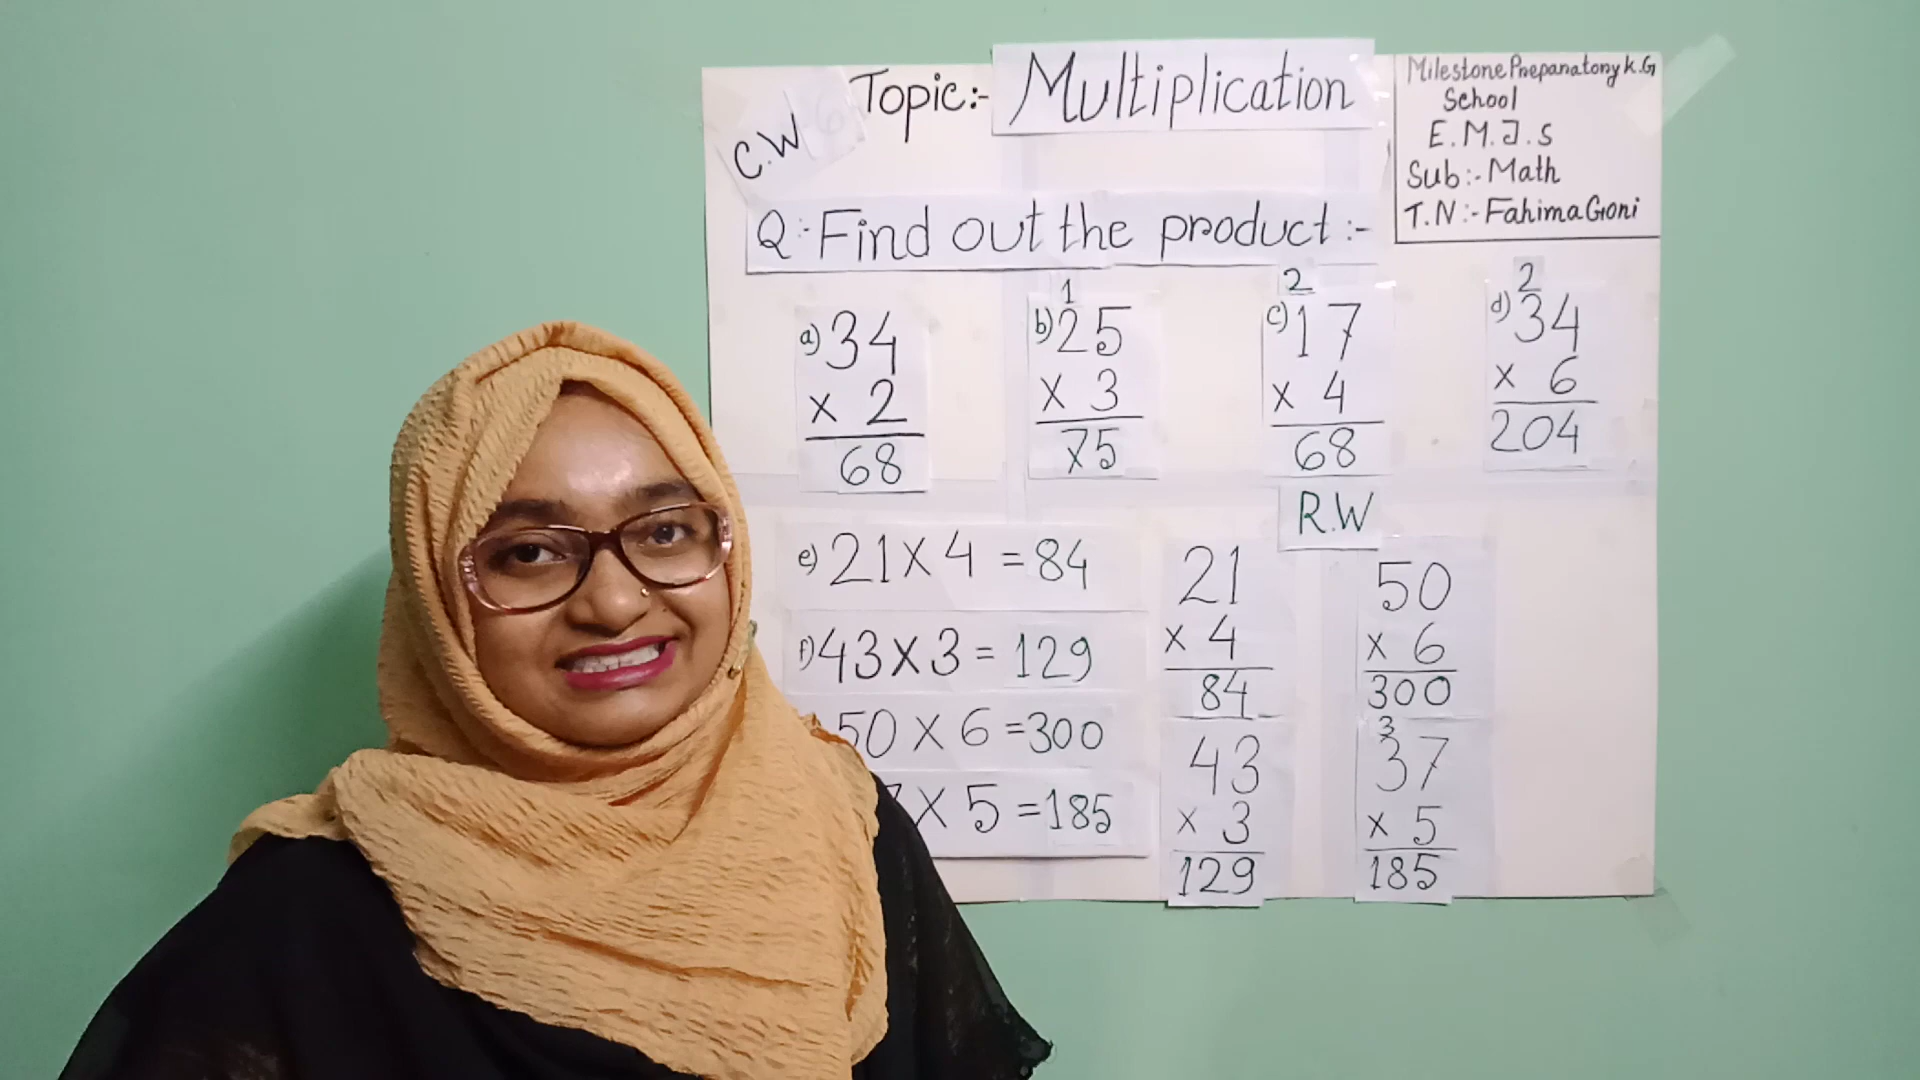 C.W
Topic:- Multiplication
Milestone Preparatory K.G
School
E.M.J.S
Sub:- Math
T.N:- Fahima Goni
Q:- Find out the product:-
a) 34
x 2
68
1
b) 25
x 3
75
2
c) 17
x 4
68
2
d) 34
x 6
204
R.W
e) 21 x 4 = 84
f) 43 x 3 = 129
50 x 6 = 300
x 5 = 185
21
x 4
84
50
x 6
300
43
x 3
129
3
37
x 5
185